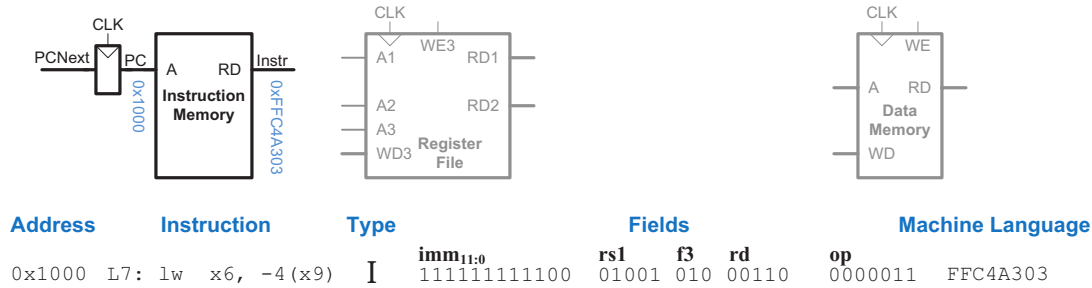 CLK
PCNext
PC
0x1000
A RD
Instruction
Memory
Instr
0xFFC4A303
CLK
WE3
A1 RD1
A2 RD2
A3
WD3
Register
File
CLK
WE
A RD
Data
Memory
WD
Address Instruction Type Fields Machine Language
imm11:0 rs1 f3 rd op
0x1000 L7: lw x6, -4(x9) I 111111111100 01001 010 00110 0000011 FFC4A303